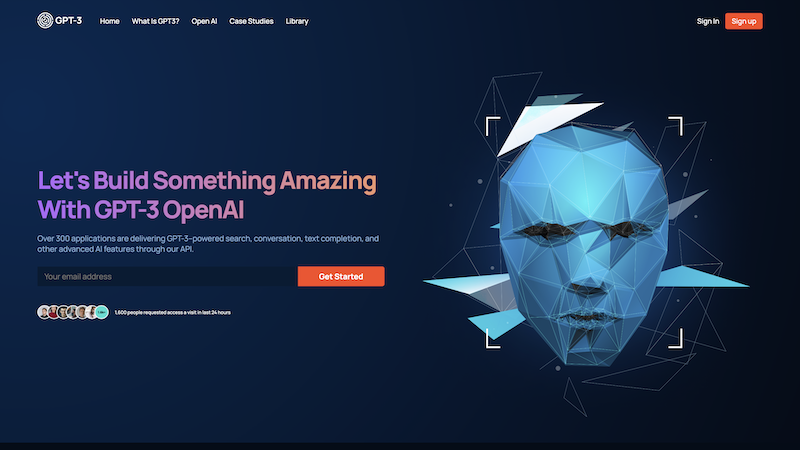 GPT-3
Home What Is GPT3? Open AI Case Studies Library
Sign In Sign up
Let's Build Something Amazing
With GPT-3 OpenAI
Over 300 applications are delivering GPT-3–powered search, conversation, text completion, and
other advanced AI features through our API.
Your email address
Get Started
1,600 people requested access a visit in last 24 hours